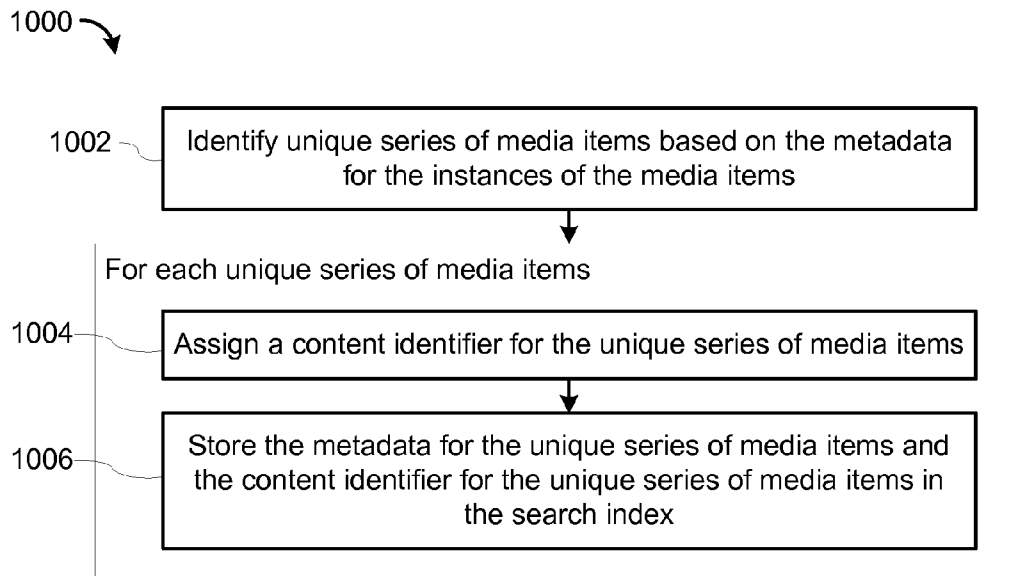 1000
1002
Identify unique series of media items based on the metadata
for the instances of the media items
For each unique series of media items
1004
Assign a content identifier for the unique series of media items
1006
Store the metadata for the unique series of media items and
the content identifier for the unique series of media items in
the search index